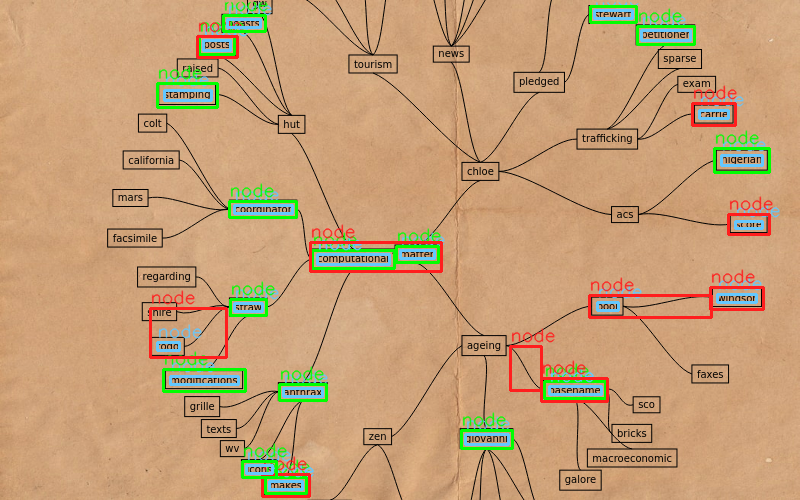 node
node
boasts
stewart
node
petitioner
node
posts
tourism
news
sparse
raised
node
stamping
pledged
exam
node
carrie
colt
hut
trafficking
node
nigerian
california
chloe
mars
node
coordinator
acs
node
score
facsimile
node
computational
node
matter
regarding
node
shire
node
straw
node
pool
node
windsor
todd
node
modifications
ageing
node
node
basename
faxes
node
anthrax
grille
sco
texts
zen
node
giovanni
bricks
wv
node
icons
node
makes
macroeconomic
galore